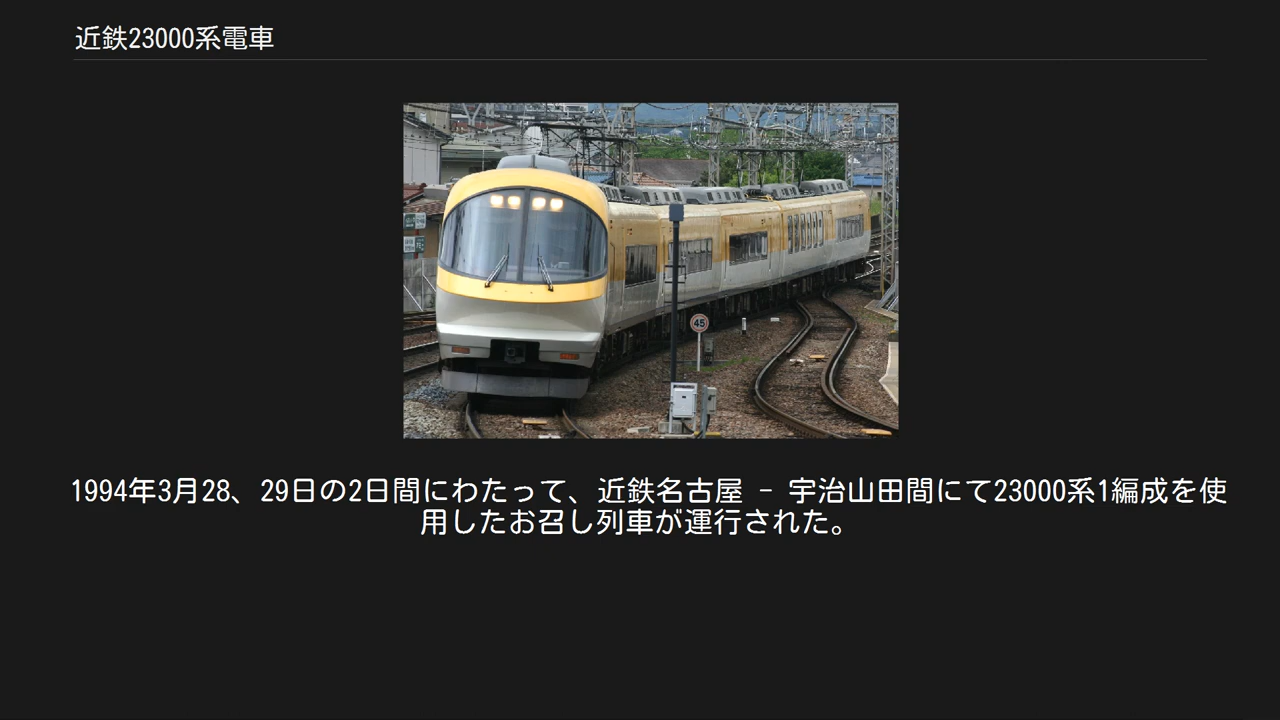 近鉄23000系電車
45
1994年3月28、29日の2日間にわたって、近鉄名古屋 - 宇治山田間にて23000系1編成を使
用したお召し列車が運行された。